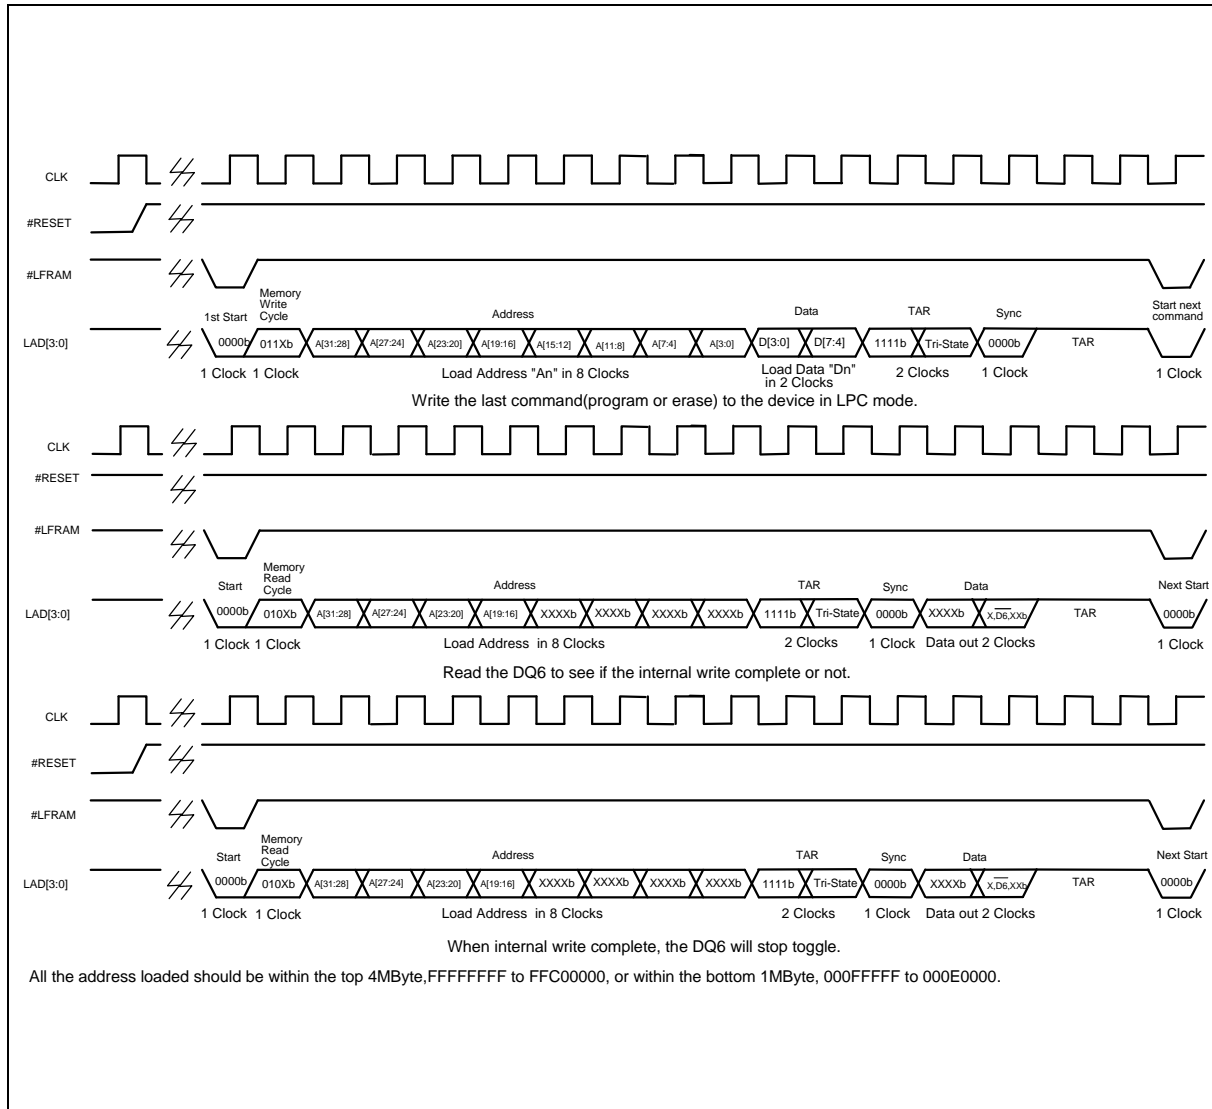 CLK
#RESET
#LFRAM
Memory
Write
Cycle
1st Start
Address
Data
TAR
Sync
Start next
command
LAD[3:0]
0000b
011Xb
A[31:28]
A[27:24]
A[23:20]
A[19:16]
A[15:12]
A[11:8]
A[7:4]
A[3:0]
D[3:0]
D[7:4]
1111b
Tri-State
0000b
TAR
1 Clock
1 Clock
Load Address "An" in 8 Clocks
Load Data "Dn"
in 2 Clocks
2 Clocks
1 Clock
1 Clock
Write the last command(program or erase) to the device in LPC mode.
CLK
#RESET
#LFRAM
Memory
Read
Cycle
Start
Address
TAR
Sync
Data
Next Start
LAD[3:0]
0000b
010Xb
A[31:28]
A[27:24]
A[23:20]
A[19:16]
XXXXb
XXXXb
XXXXb
XXXXb
1111b
Tri-State
0000b
XXXXb
X,D6,XXb
TAR
0000b
1 Clock
1 Clock
Load Address in 8 Clocks
2 Clocks
1 Clock
Data out 2 Clocks
1 Clock
Read the DQ6 to see if the internal write complete or not.
CLK
#RESET
#LFRAM
Memory
Read
Cycle
Start
Address
TAR
Sync
Data
Next Start
LAD[3:0]
0000b
010Xb
A[31:28]
A[27:24]
A[23:20]
A[19:16]
XXXXb
XXXXb
XXXXb
XXXXb
1111b
Tri-State
0000b
XXXXb
X,D6,XXb
TAR
0000b
1 Clock
1 Clock
Load Address in 8 Clocks
2 Clocks
1 Clock
Data out 2 Clocks
1 Clock
When internal write complete, the DQ6 will stop toggle.
All the address loaded should be within the top 4MByte,FFFFFFFF to FFC00000, or within the bottom 1MByte, 000FFFFF to 000E0000.